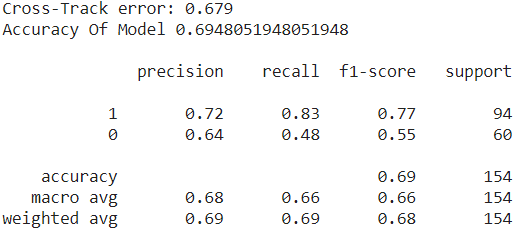 Cross-Track error: 0.679
Accuracy Of Model 0.6948051948051948
precision recall f1-score support
1 0.72 0.83 0.77 94
0 0.64 0.48 0.55 60
accuracy 0.69 154
macro avg 0.68 0.66 0.66 154
weighted avg 0.69 0.69 0.68 154